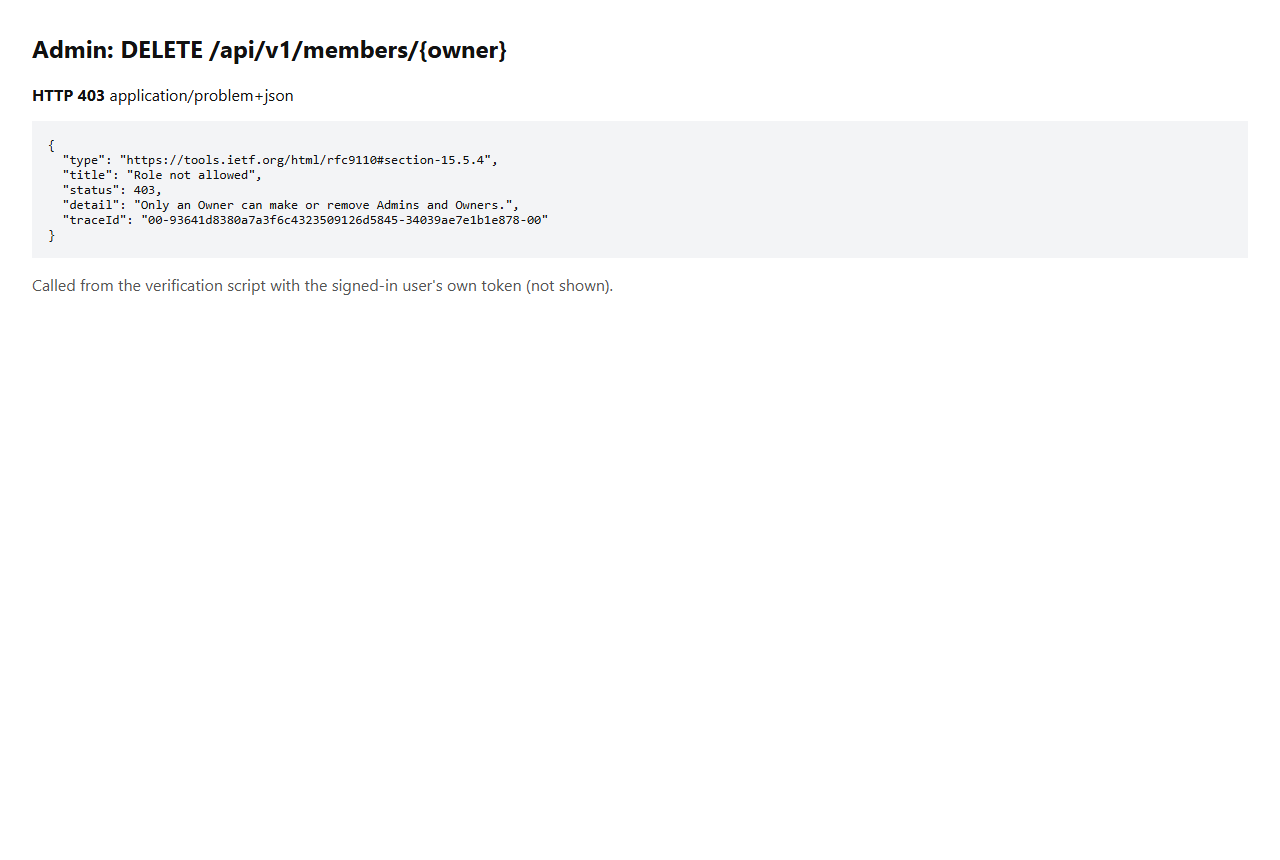 Admin: DELETE /api/v1/members/{owner}
HTTP 403 application/problem+json
{
  "type": "https://tools.ietf.org/html/rfc9110#section-15.5.4",
  "title": "Role not allowed",
  "status": 403,
  "detail": "Only an Owner can make or remove Admins and Owners.",
  "traceId": "00-93641d8380a7a3f6c4323509126d5845-34039ae7e1b1e878-00"
}
Called from the verification script with the signed-in user's own token (not shown).